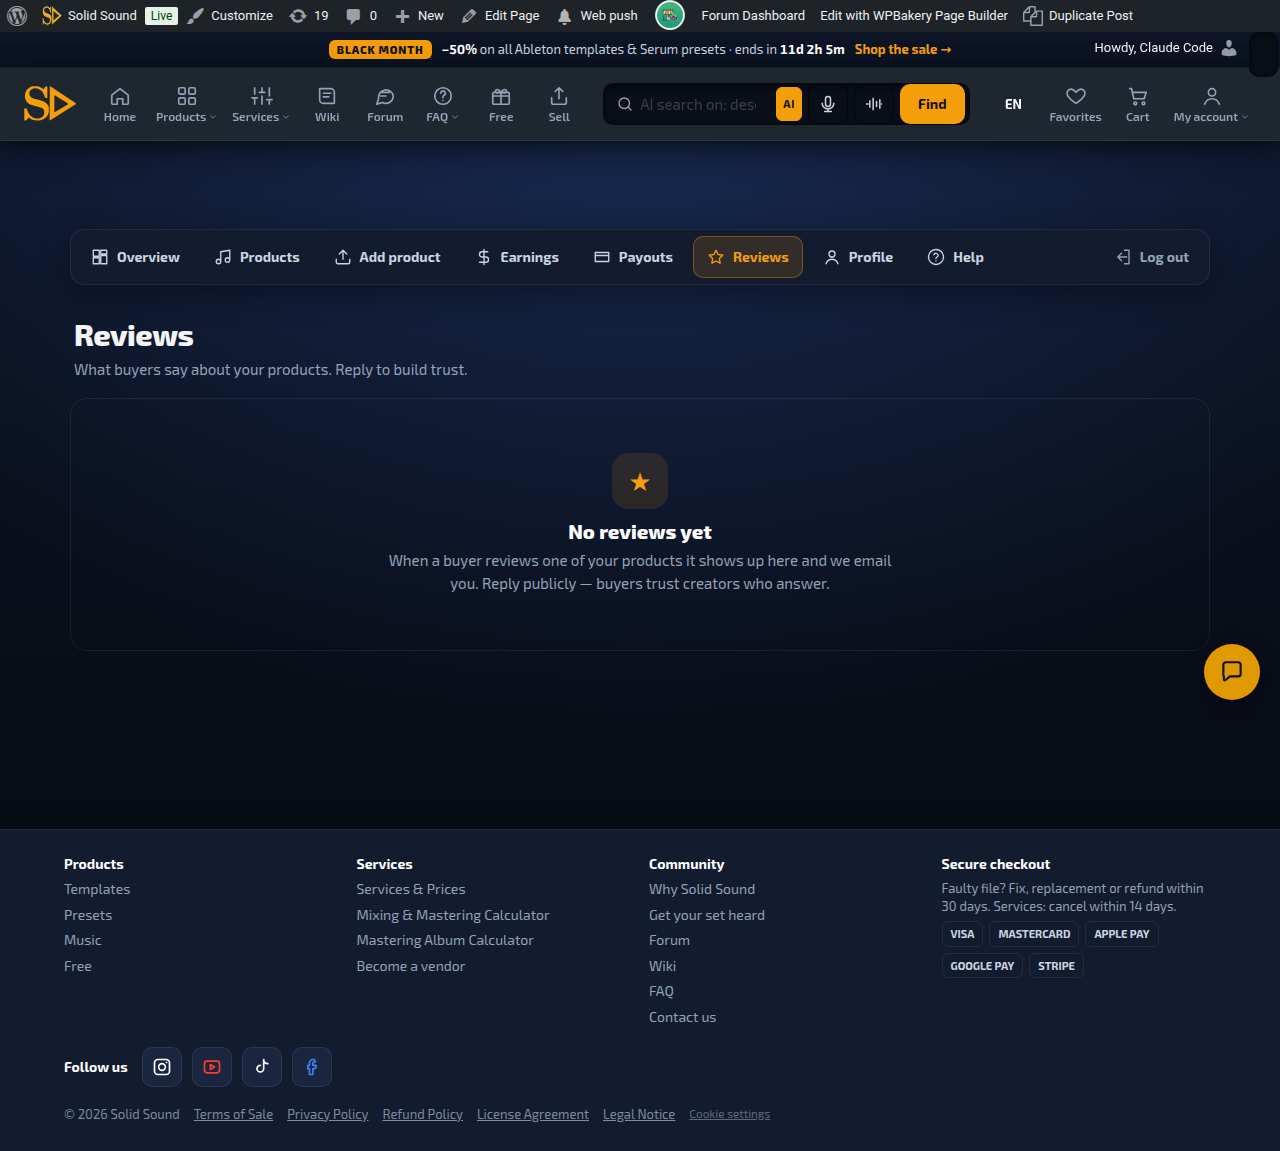 Solid Sound Live Customize 19 0 New Edit Page Web push Forum Dashboard Edit with WPBakery Page Builder Duplicate Post
BLACK MONTH −50% on all Ableton templates & Serum presets · ends in 11d 2h 5m Shop the sale →
Howdy, Claude Code
Home Products Services Wiki Forum FAQ Free Sell
AI search on: des
AI
Find
EN
Favorites Cart My account
Overview Products Add product Earnings Payouts Reviews Profile Help Log out
Reviews
What buyers say about your products. Reply to build trust.
No reviews yet
When a buyer reviews one of your products it shows up here and we email
you. Reply publicly — buyers trust creators who answer.
Products
Templates
Presets
Music
Free
Services
Services & Prices
Mixing & Mastering Calculator
Mastering Album Calculator
Become a vendor
Community
Why Solid Sound
Get your set heard
Forum
Wiki
FAQ
Contact us
Secure checkout
Faulty file? Fix, replacement or refund within
30 days. Services: cancel within 14 days.
VISA MASTERCARD APPLE PAY
GOOGLE PAY STRIPE
Follow us
© 2026 Solid Sound Terms of Sale Privacy Policy Refund Policy License Agreement Legal Notice Cookie settings